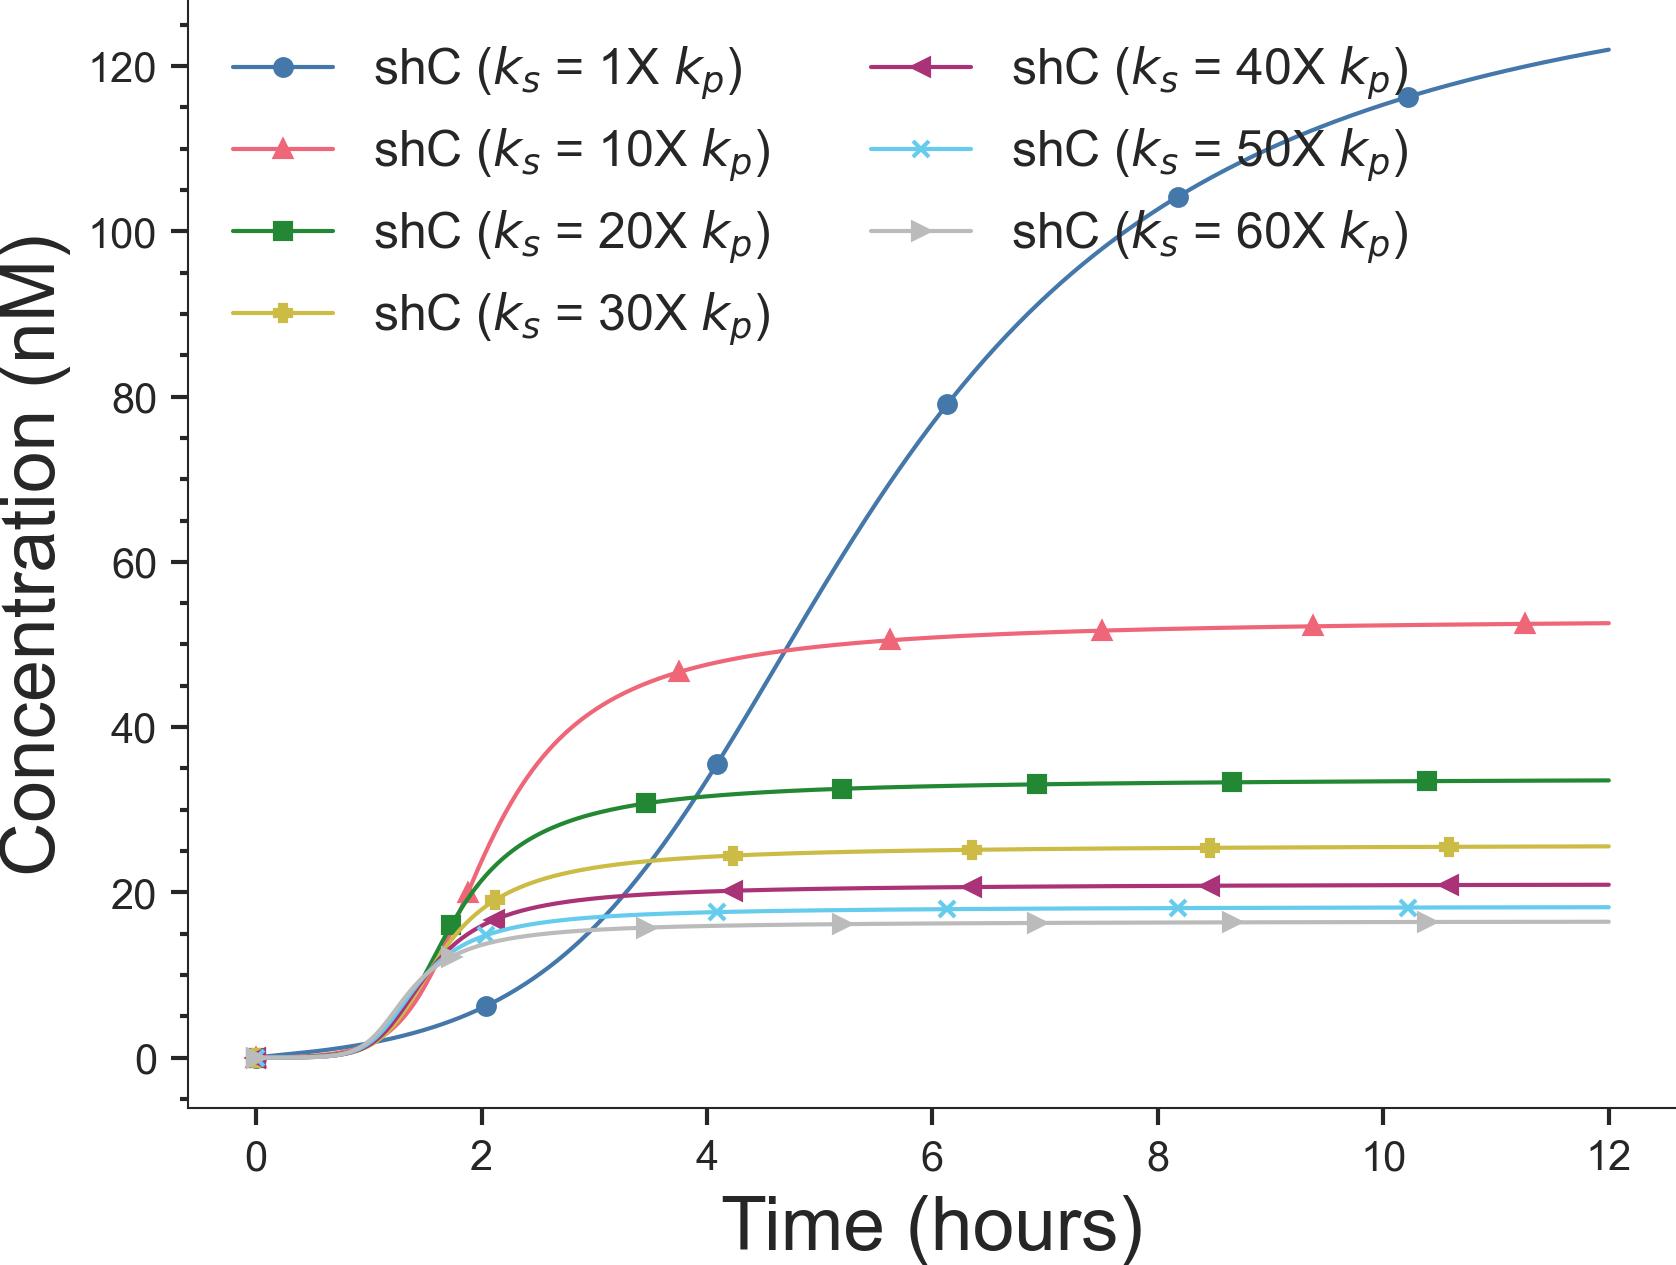 shC (kₛ = 1X kₚ)
shC (kₛ = 10X kₚ)
shC (kₛ = 20X kₚ)
shC (kₛ = 30X kₚ)
shC (kₛ = 40X kₚ)
shC (kₛ = 50X kₚ)
shC (kₛ = 60X kₚ)
Concentration (nM)
120
100
80
60
40
20
0
0 2 4 6 8 10 12
Time (hours)